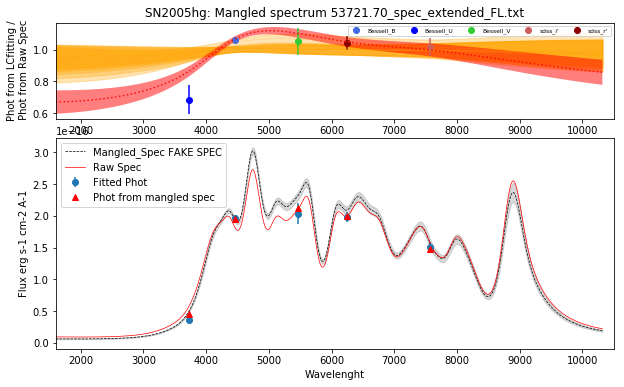 SN2005hg: Mangled spectrum 53721.70_spec_extended_FL.txt
Phot from LCfitting /
Phot from Raw Spec
1.0
0.8
0.6
Bessell_B
Bessell_U
Bessell_V
sdss_i'
sdss_r'
2000 3000 4000 5000 6000 7000 8000 9000 10000
Flux erg s-1 cm-2 A-1
3.0
2.5
2.0
1.5
1.0
0.5
0.0
Mangled_Spec FAKE SPEC
Raw Spec
Fitted Phot
Phot from mangled spec
2000 3000 4000 5000 6000 7000 8000 9000 10000
Wavelenght